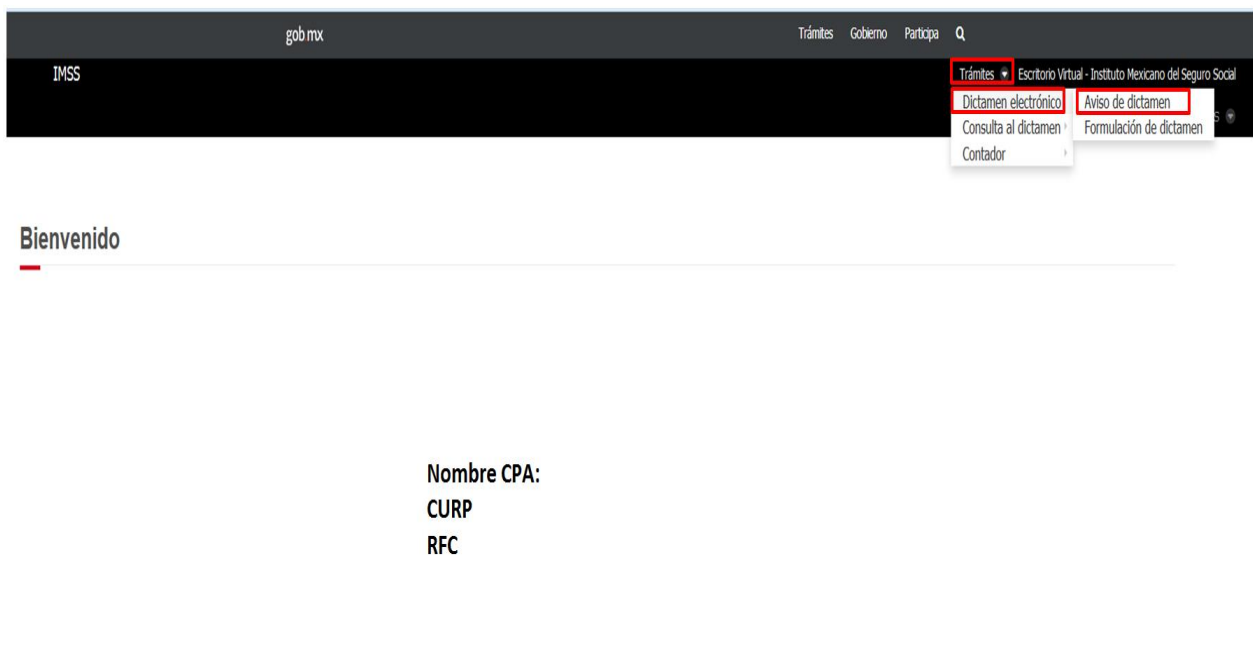 gob mx
Trámites Gobierno Participa
IMSS
Trámites Escritorio Virtual - Instituto Mexicano del Seguro Social
Dictamen electrónico
Aviso de dictamen
S
Consulta al dictamen
Formulación de dictamen
Contador
Bienvenido
Nombre CPA:
CURP
RFC